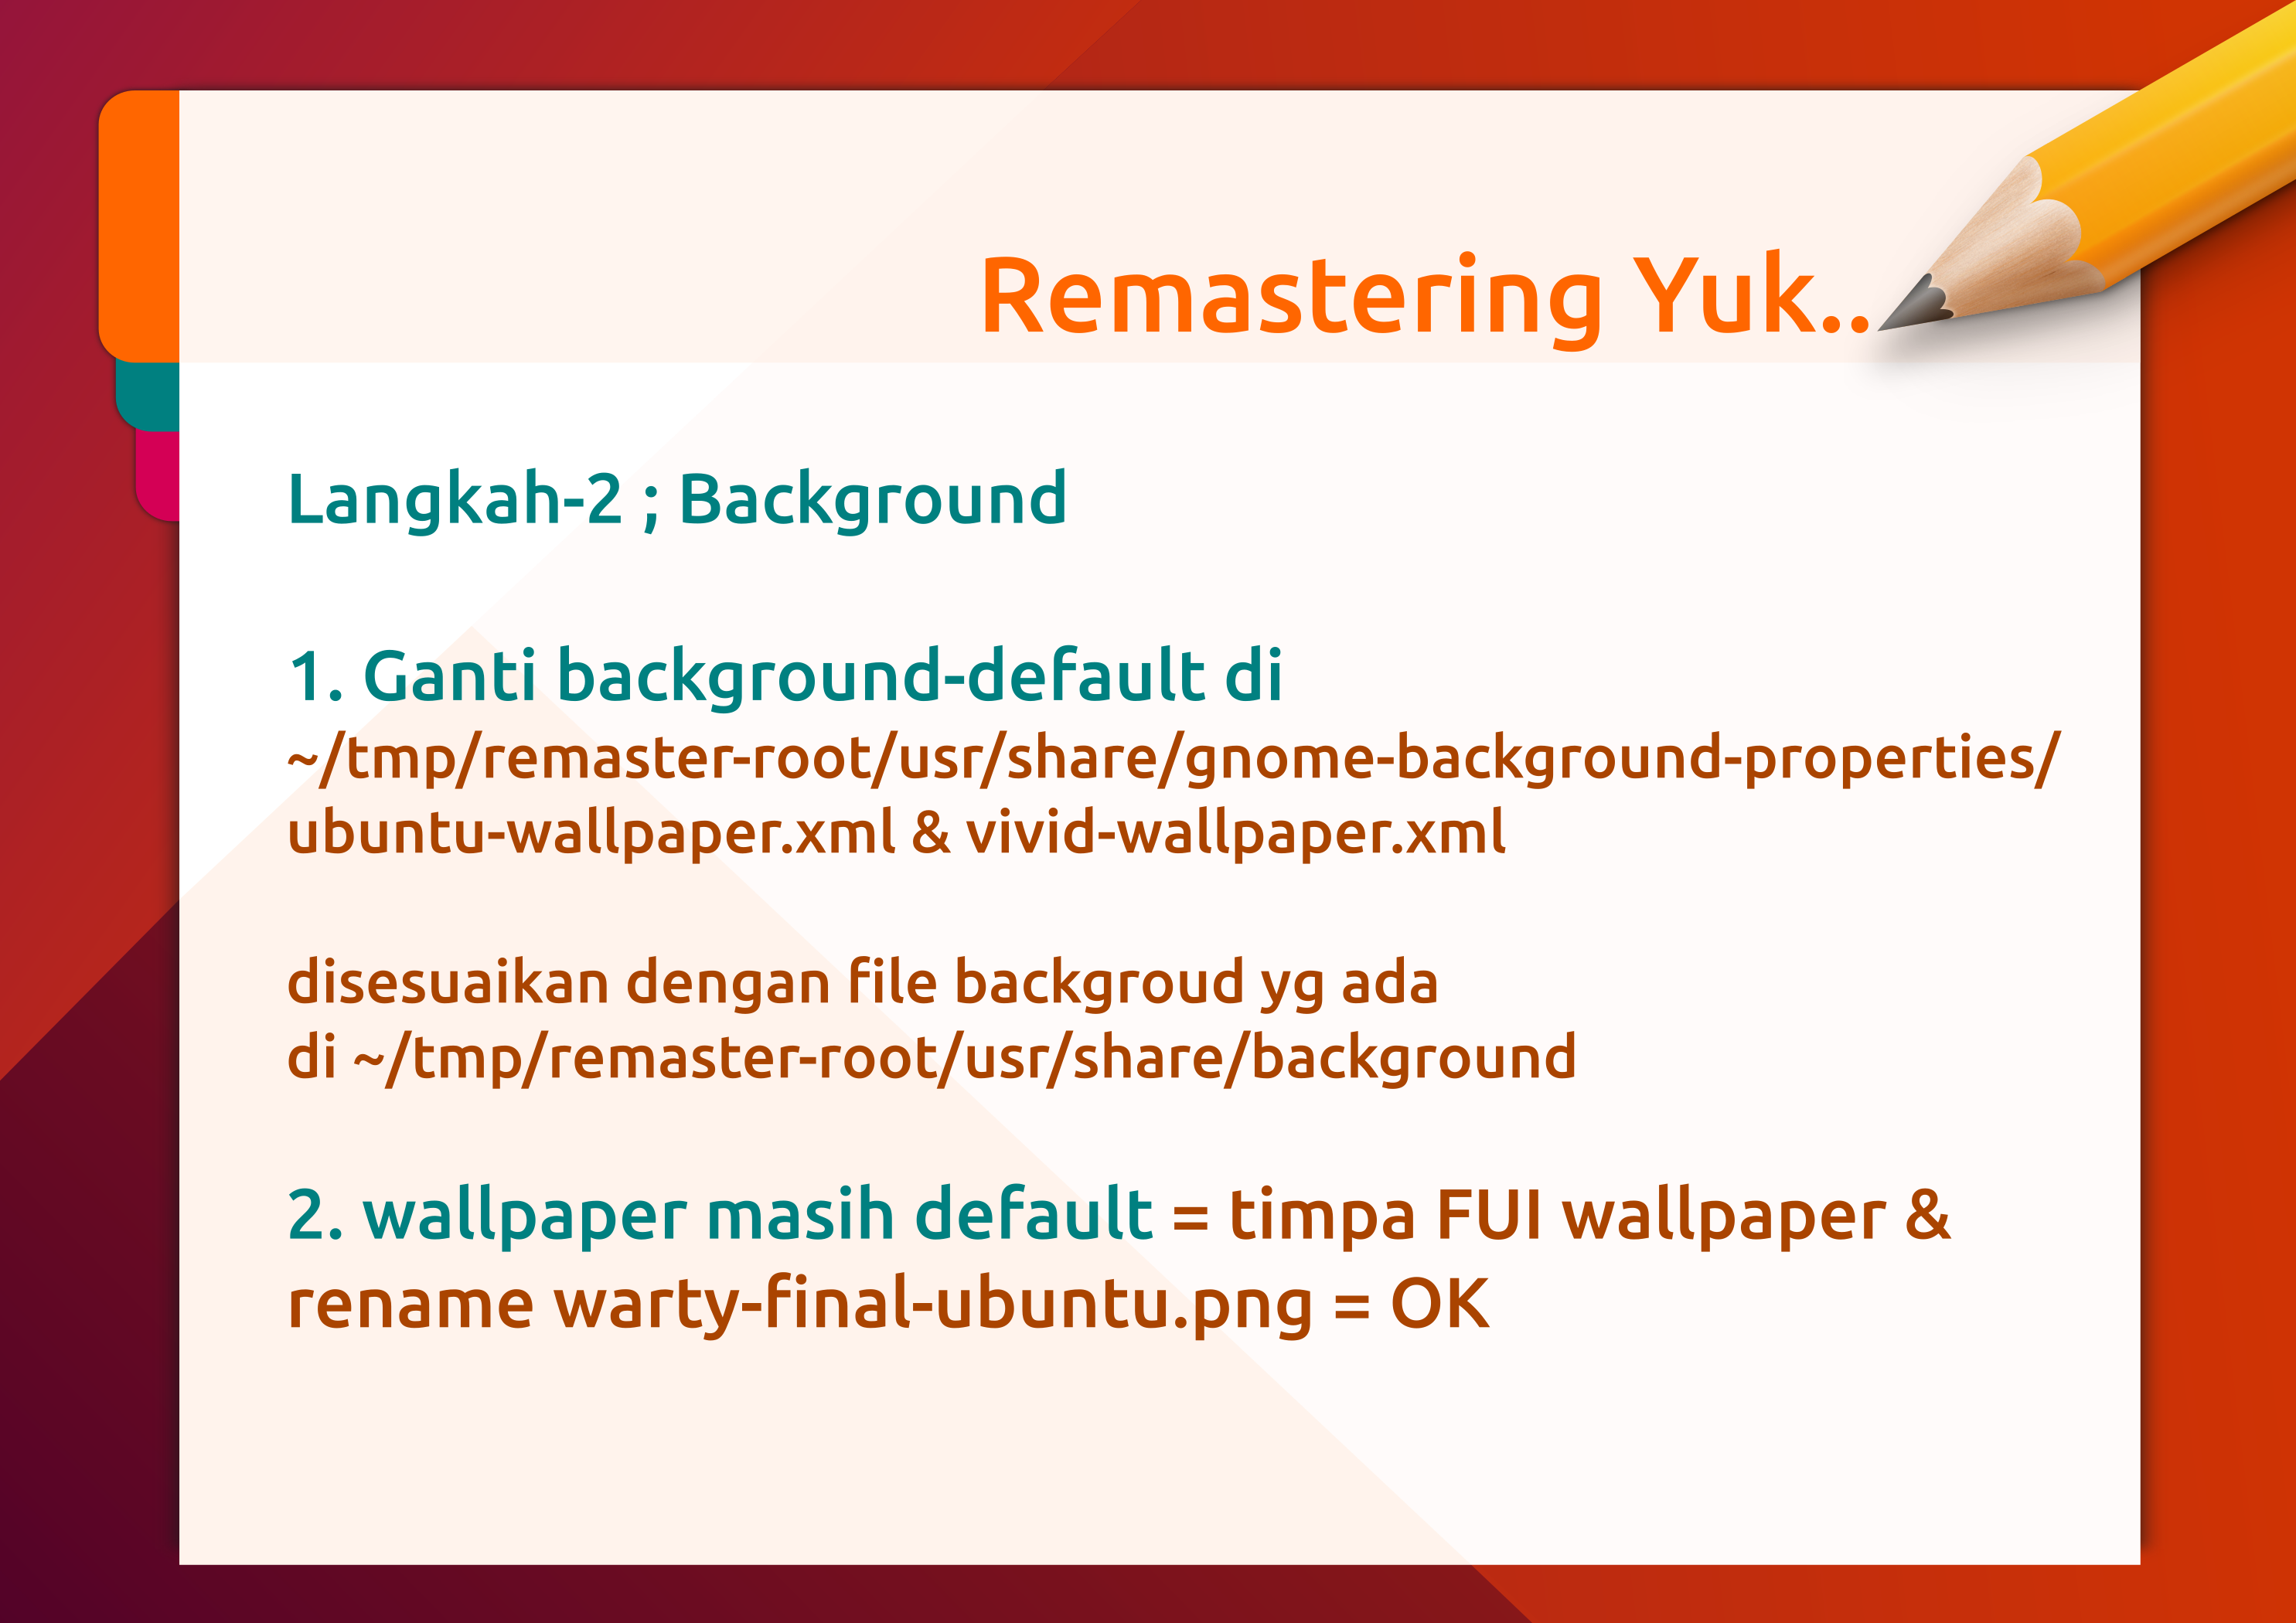 Remastering Yuk..
Langkah-2 ; Background
1. Ganti background-default di
~/tmp/remaster-root/usr/share/gnome-background-properties/
ubuntu-wallpaper.xml & vivid-wallpaper.xml
disesuaikan dengan file backgroud yg ada
di ~/tmp/remaster-root/usr/share/background
2. wallpaper masih default = timpa FUI wallpaper &
rename warty-final-ubuntu.png = OK